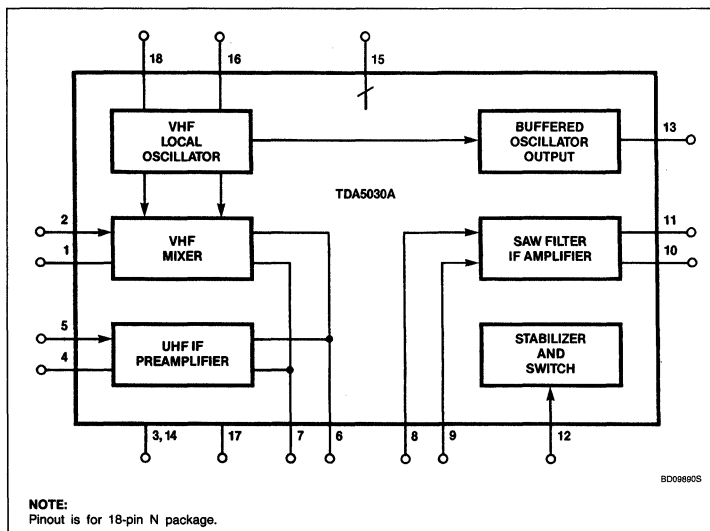 18
16
15
VHF
LOCAL
OSCILLATOR
BUFFERED
OSCILLATOR
OUTPUT
13
TDA5030A
2
1
VHF
MIXER
SAW FILTER
IF AMPLIFIER
11
10
5
4
UHF IF
PREAMPLIFIER
STABILIZER
AND
SWITCH
3, 14
17
7
6
8
9
12
BD09890S
NOTE:
Pinout is for 18-pin N package.